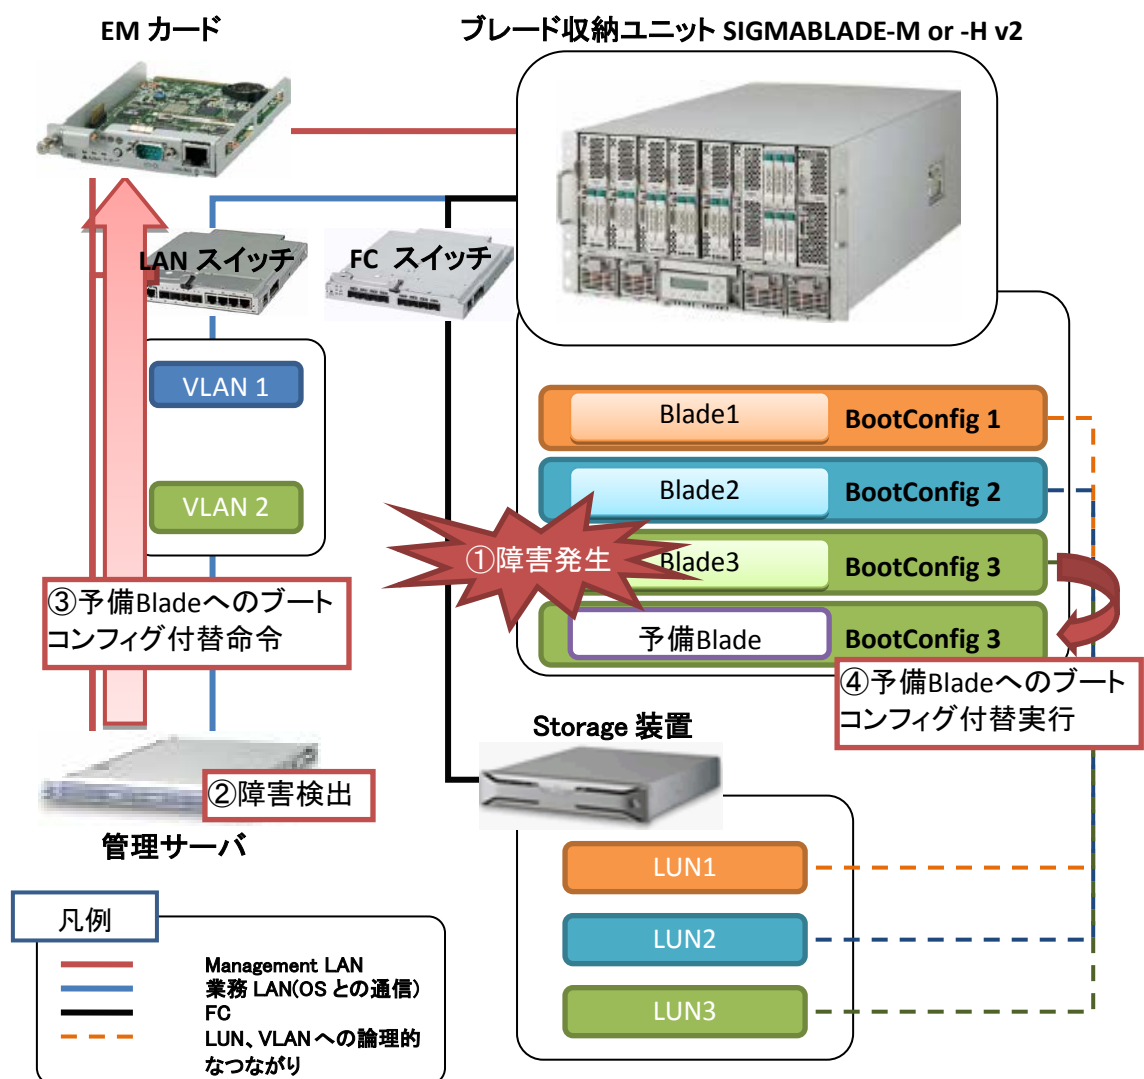 EM カード
ブレード収納ユニット SIGMABLADE-M or -H v2
LAN スイッチ
FC スイッチ
VLAN 1
VLAN 2
Blade1
BootConfig 1
Blade2
BootConfig 2
①障害発生
Blade3
BootConfig 3
予備Blade
BootConfig 3
③予備Bladeへのブート
コンフィグ付替命令
④予備Bladeへのブート
コンフィグ付替実行
Storage 装置
②障害検出
管理サーバ
LUN1
LUN2
LUN3
凡例
Management LAN
業務 LAN(OS との通信)
FC
LUN、VLAN への論理的
なつながり